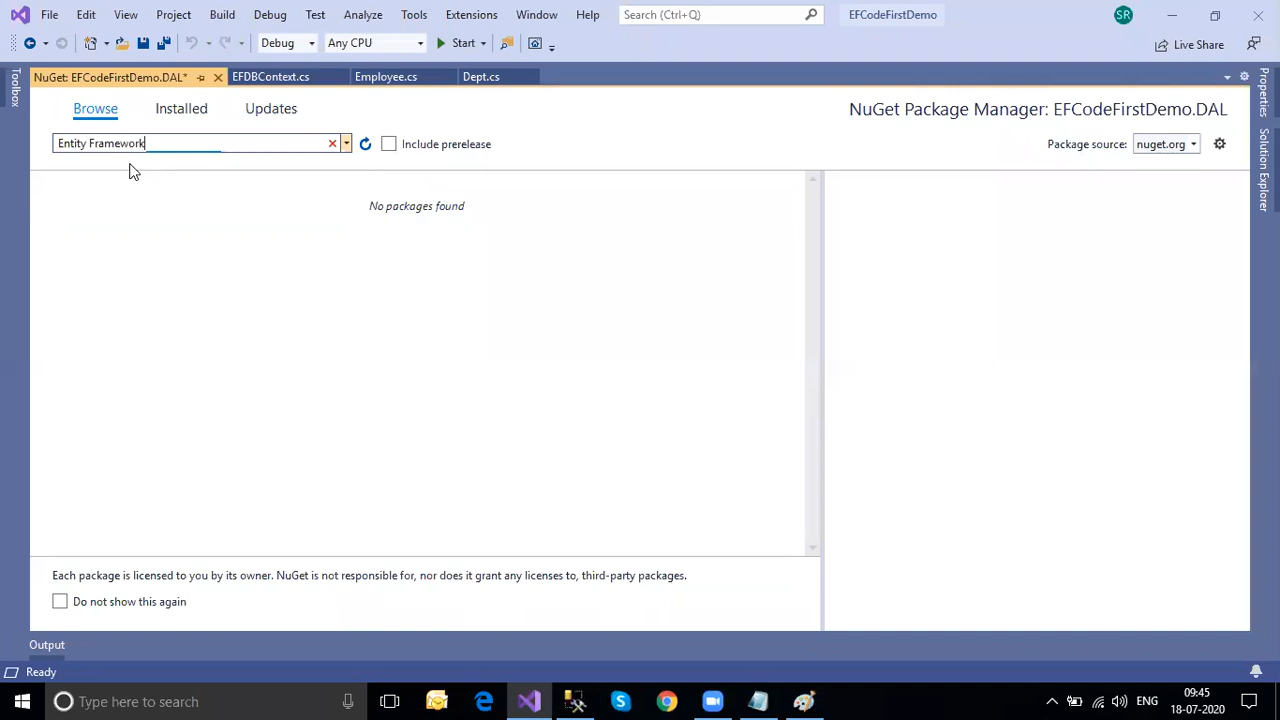 File Edit View Project Build Debug Test Analyze Tools Extensions Window Help Search (Ctrl+Q) EFCodeFirstDemo SR
Debug Any CPU Start Live Share
NuGet: EFCodeFirstDemo.DAL* EFDBContext.cs Employee.cs Dept.cs
Toolbox
Properties
Solution Explorer
Browse Installed Updates NuGet Package Manager: EFCodeFirstDemo.DAL
Entity Framework Include prerelease Package source: nuget.org
No packages found
Each package is licensed to you by its owner. NuGet is not responsible for, nor does it grant any licenses to, third-party packages.
Do not show this again
Output
Ready
Type here to search ENG 09:45
18-07-2020